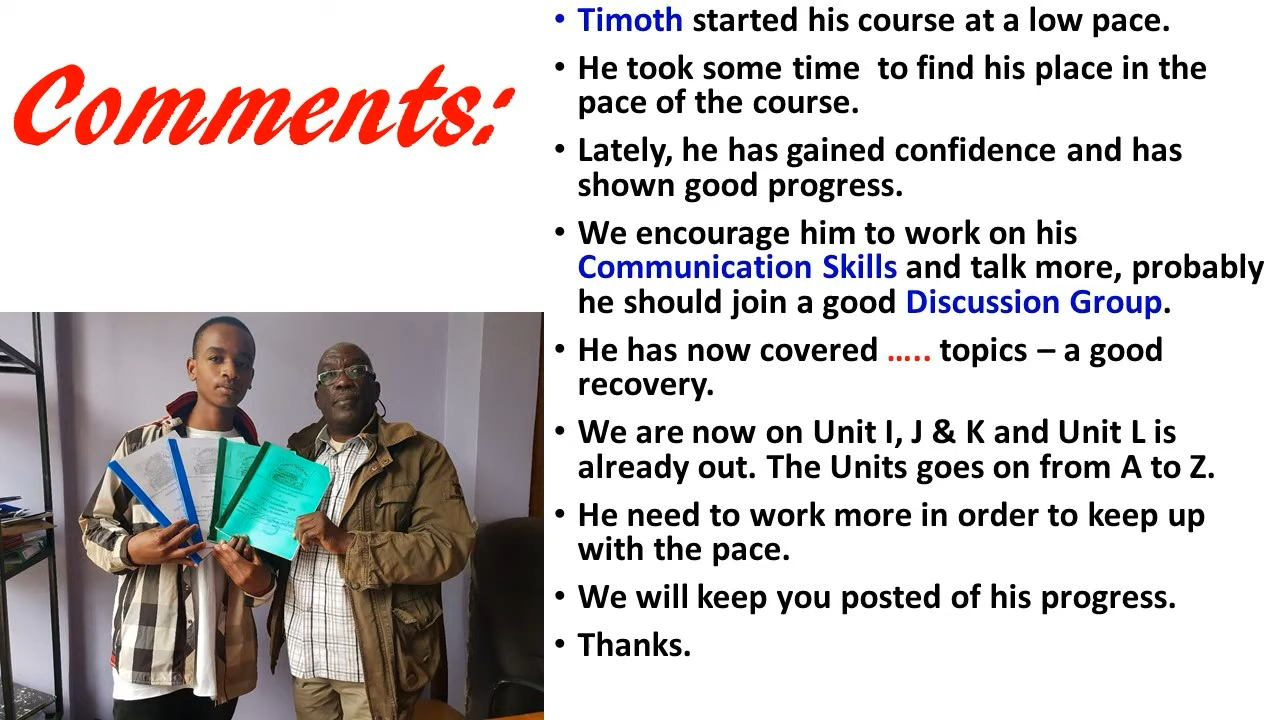 Comments:
• Timoth started his course at a low pace.
• He took some time  to find his place in the
pace of the course.
• Lately, he has gained confidence and has
shown good progress.
• We encourage him to work on his
Communication Skills and talk more, probably
he should join a good Discussion Group.
• He has now covered ….. topics – a good
recovery.
• We are now on Unit I, J & K and Unit L is
already out. The Units goes on from A to Z.
• He need to work more in order to keep up
with the pace.
• We will keep you posted of his progress.
• Thanks.